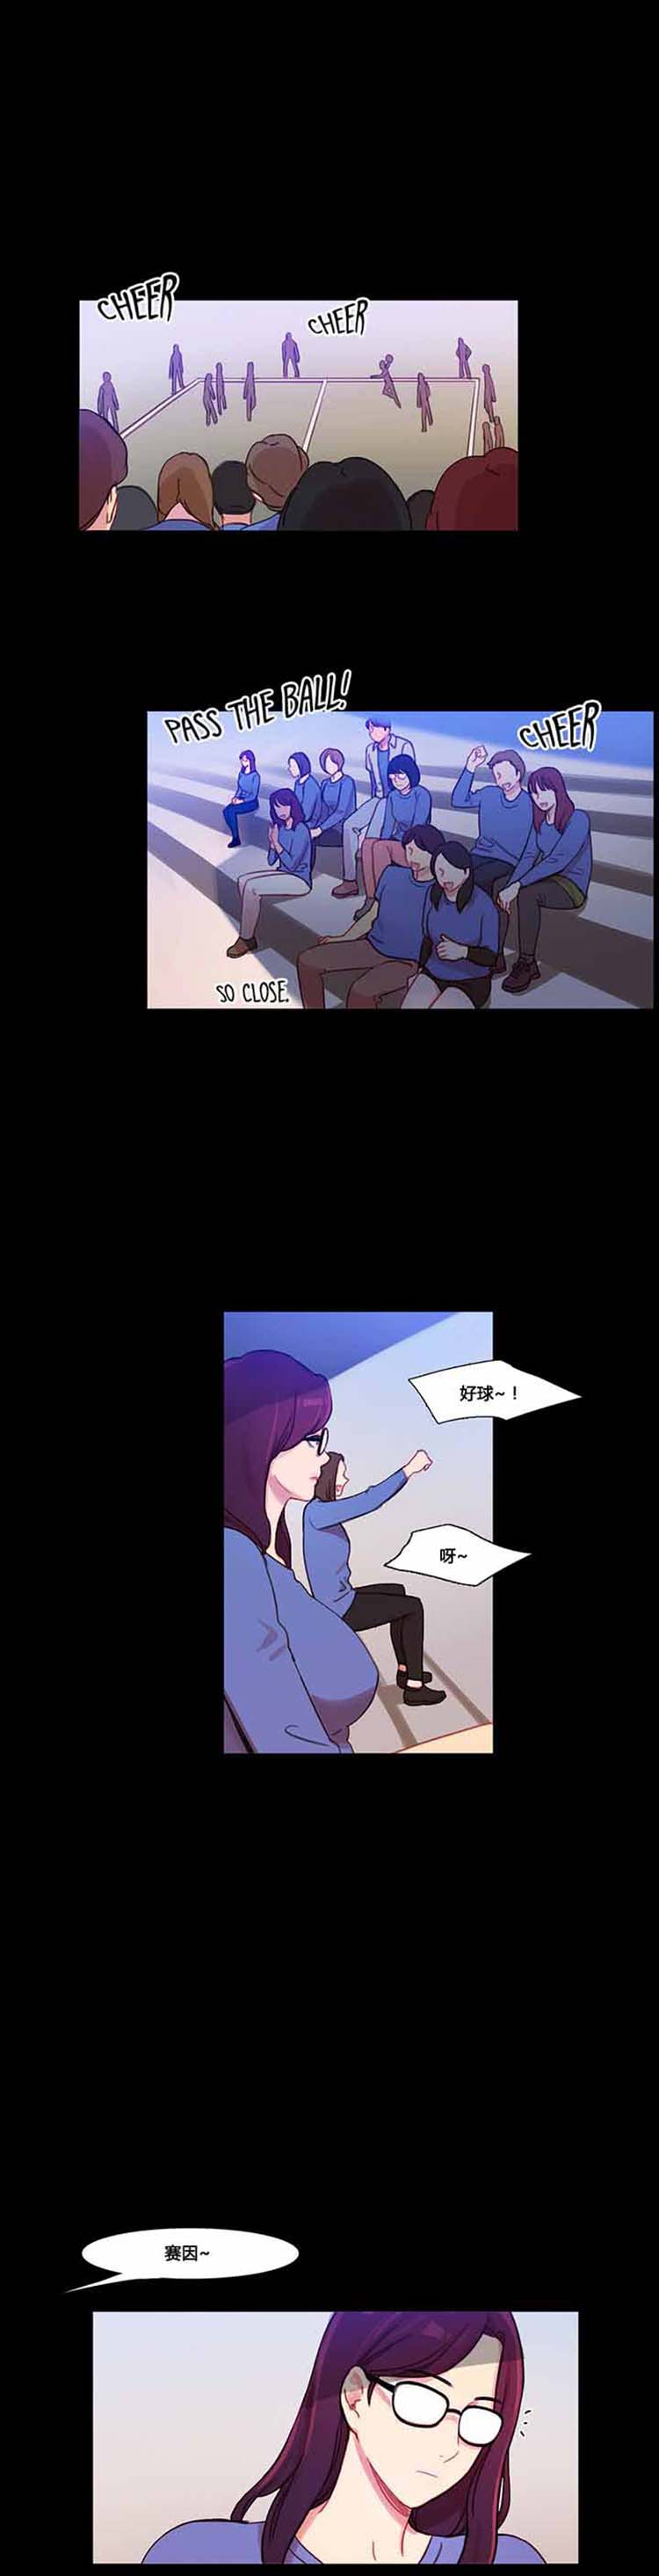 CHEER
CHEER
PASS THE BALL!
CHEER
SO CLOSE.
好球~！
呀~
赛因~